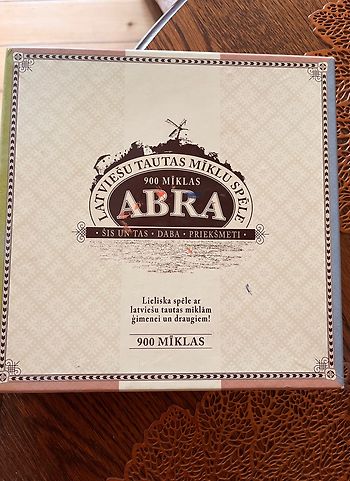 LATVIEŠU TAUTAS MĪKLU SPĒLE
900 MĪKLAS
ABRA
· ŠIS UN TAS · DABA · PRIEKŠMETI ·
Lieliska spēle ar
latviešu tautas mīklām
ģimenei un draugiem!
900 MĪKLAS